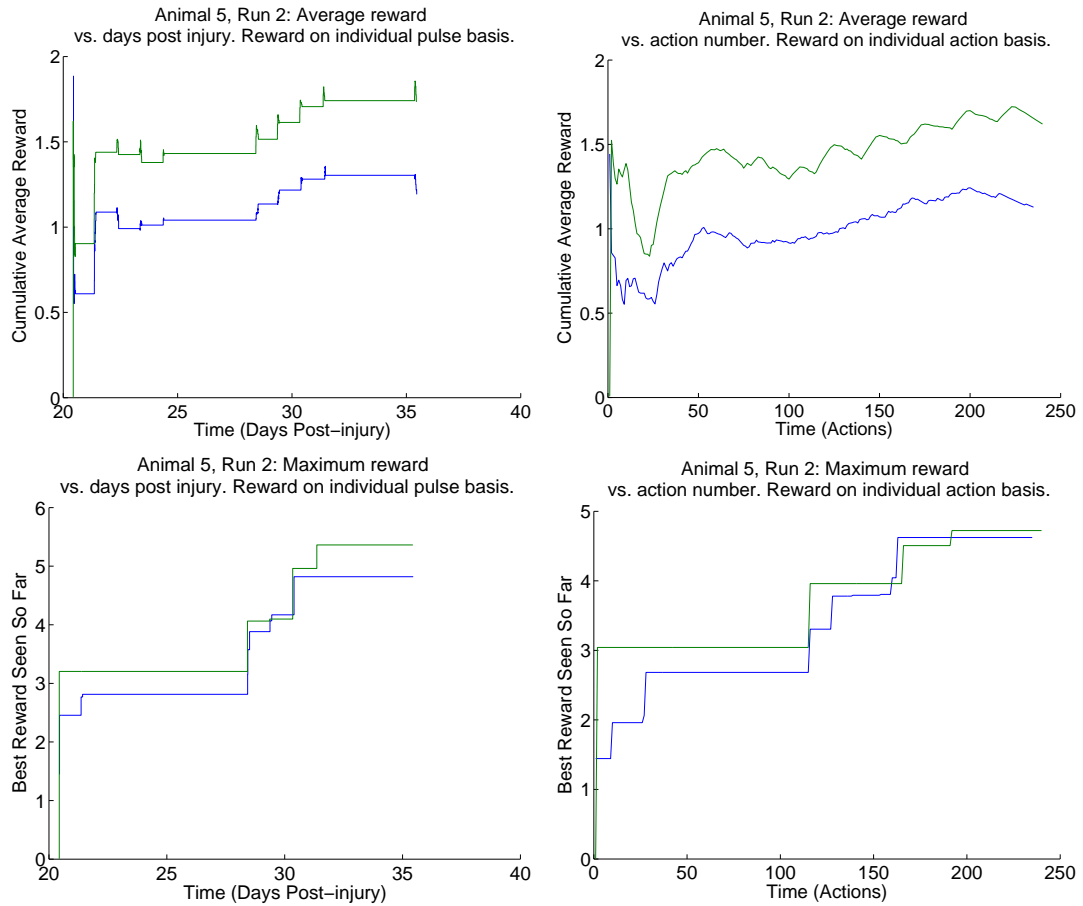 Animal 5, Run 2: Average reward
vs. days post injury. Reward on individual pulse basis.
2
1.5
1
0.5
0
Cumulative Average Reward
20
25
30
35
40
Time (Days Post−injury)
Animal 5, Run 2: Average reward
vs. action number. Reward on individual action basis.
2
1.5
1
0.5
0
Cumulative Average Reward
0
50
100
150
200
250
Time (Actions)
Animal 5, Run 2: Maximum reward
vs. days post injury. Reward on individual pulse basis.
6
5
4
3
2
1
0
Best Reward Seen So Far
20
25
30
35
40
Time (Days Post−injury)
Animal 5, Run 2: Maximum reward
vs. action number. Reward on individual action basis.
5
4
3
2
1
0
Best Reward Seen So Far
0
50
100
150
200
250
Time (Actions)